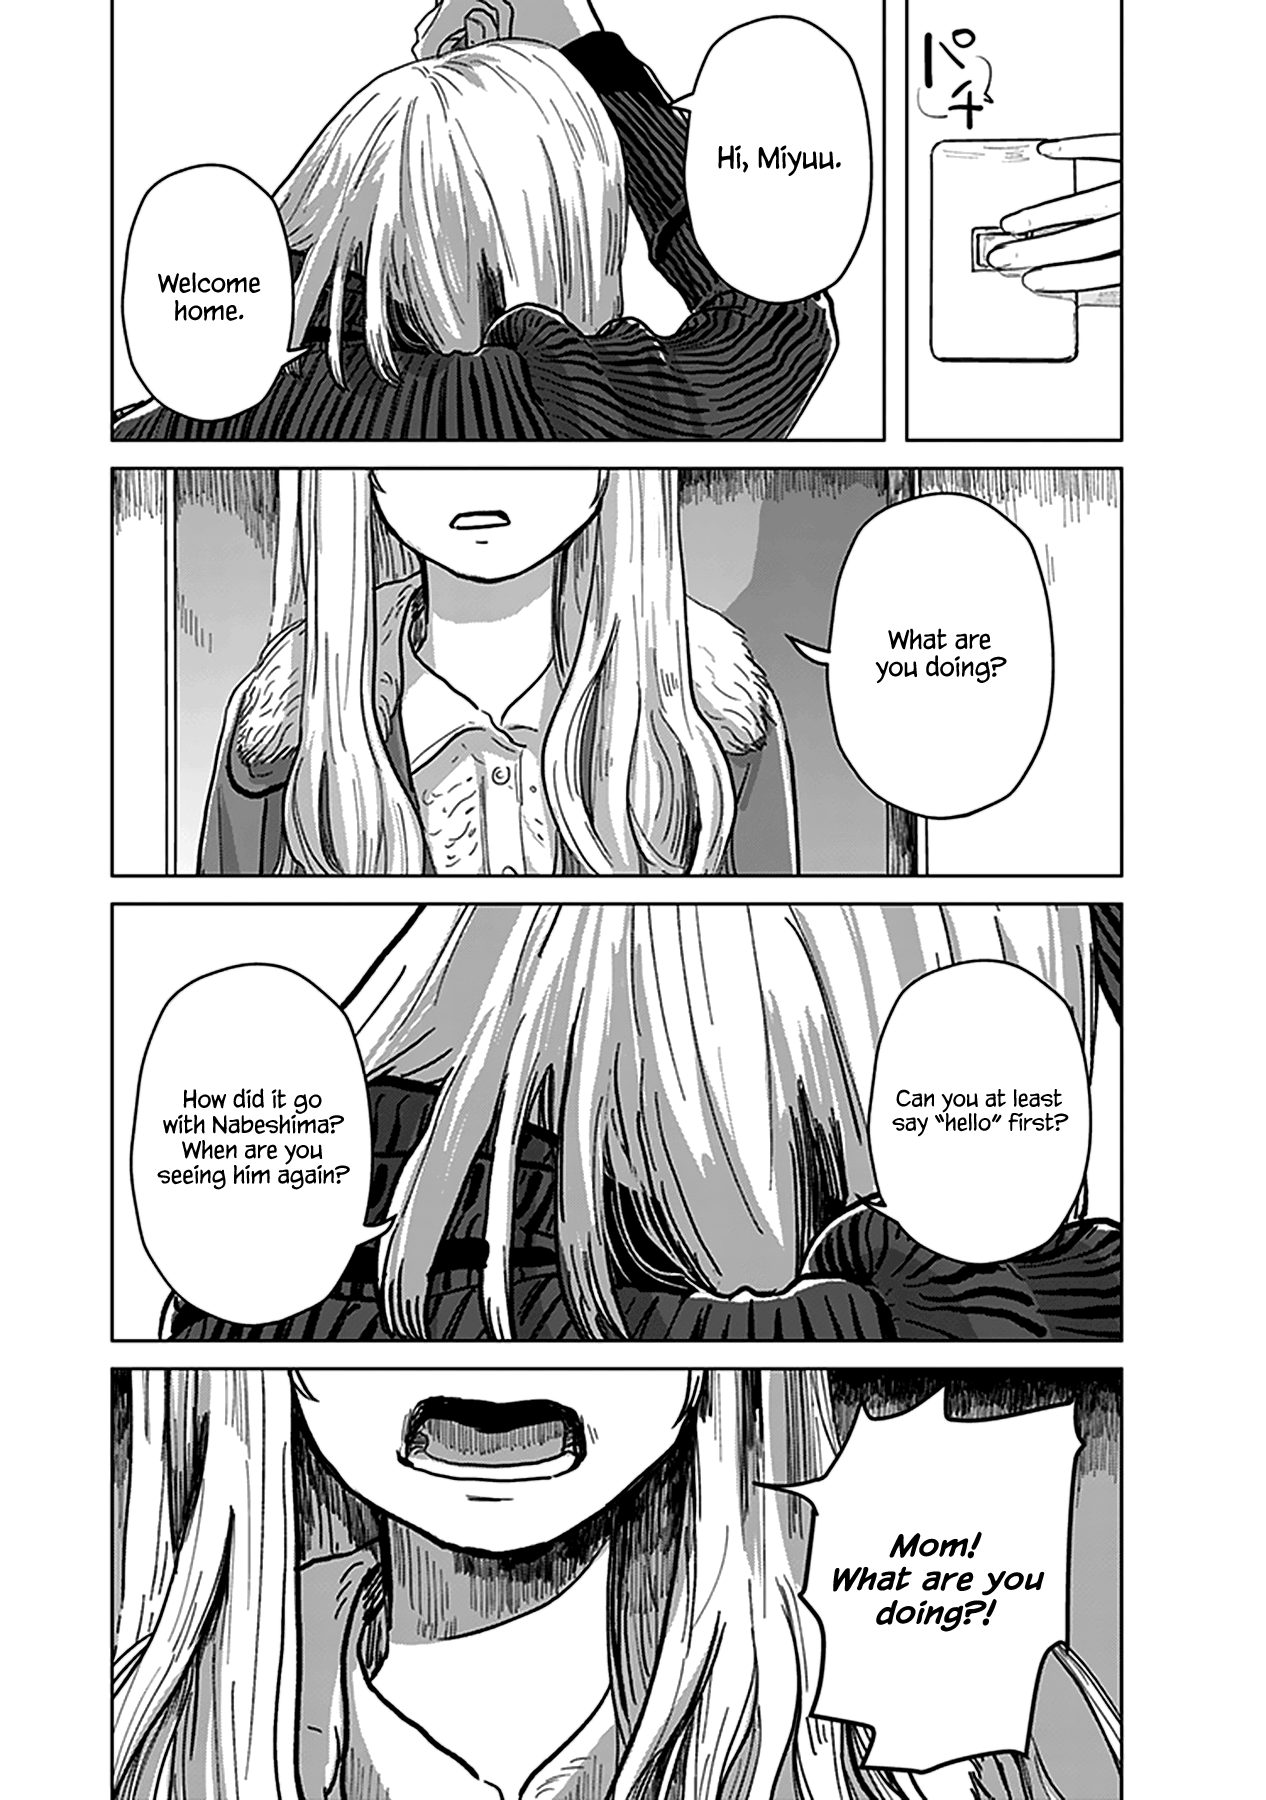 パチ
Hi, Miyuu.
Welcome
home.
What are
you doing?
Can you at least
say "hello" first?
How did it go
with Nabeshima?
When are you
seeing him again?
Mom!
What are you
doing?!